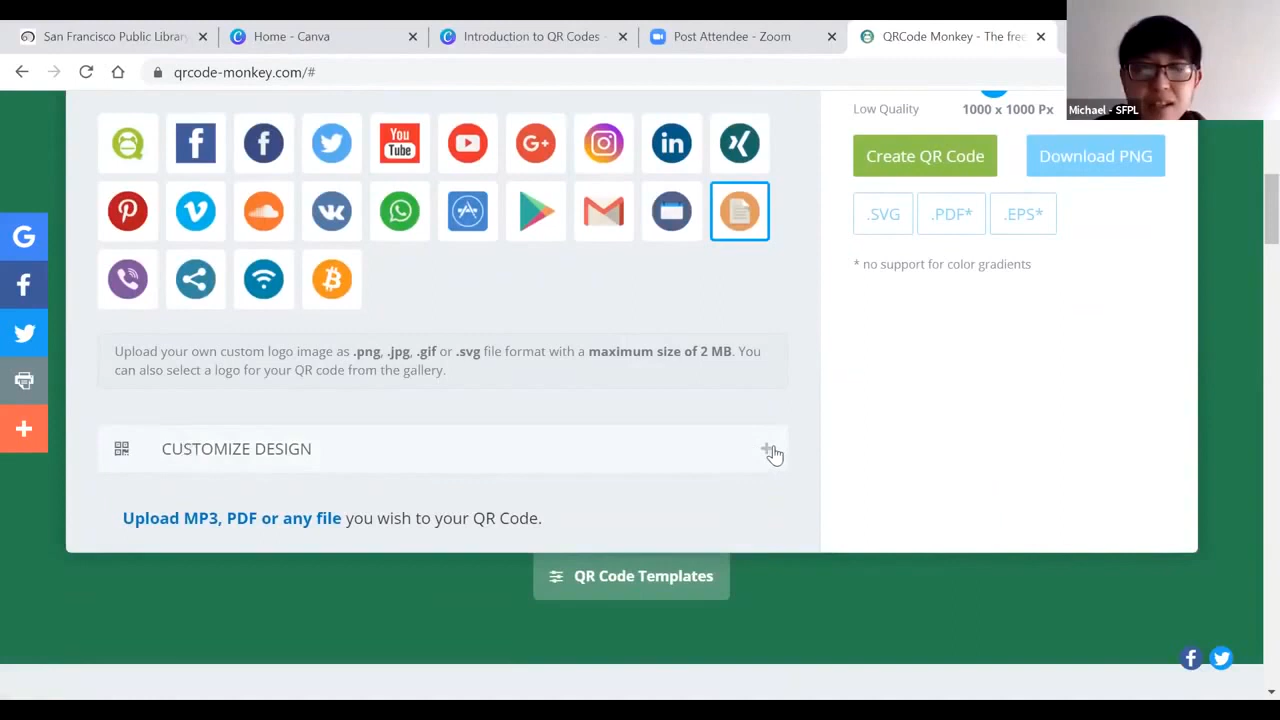 San Francisco Public Library
Home - Canva
Introduction to QR Codes -
Post Attendee - Zoom
QRCode Monkey - The free
qrcode-monkey.com/#
Michael - SFPL
Low Quality
1000 x 1000 Px
You
Tube
G+
in
Create QR Code
Download PNG
.SVG
.PDF*
.EPS*
* no support for color gradients
Upload your own custom logo image as .png, .jpg, .gif or .svg file format with a maximum size of 2 MB. You
can also select a logo for your QR code from the gallery.
CUSTOMIZE DESIGN
Upload MP3, PDF or any file you wish to your QR Code.
QR Code Templates